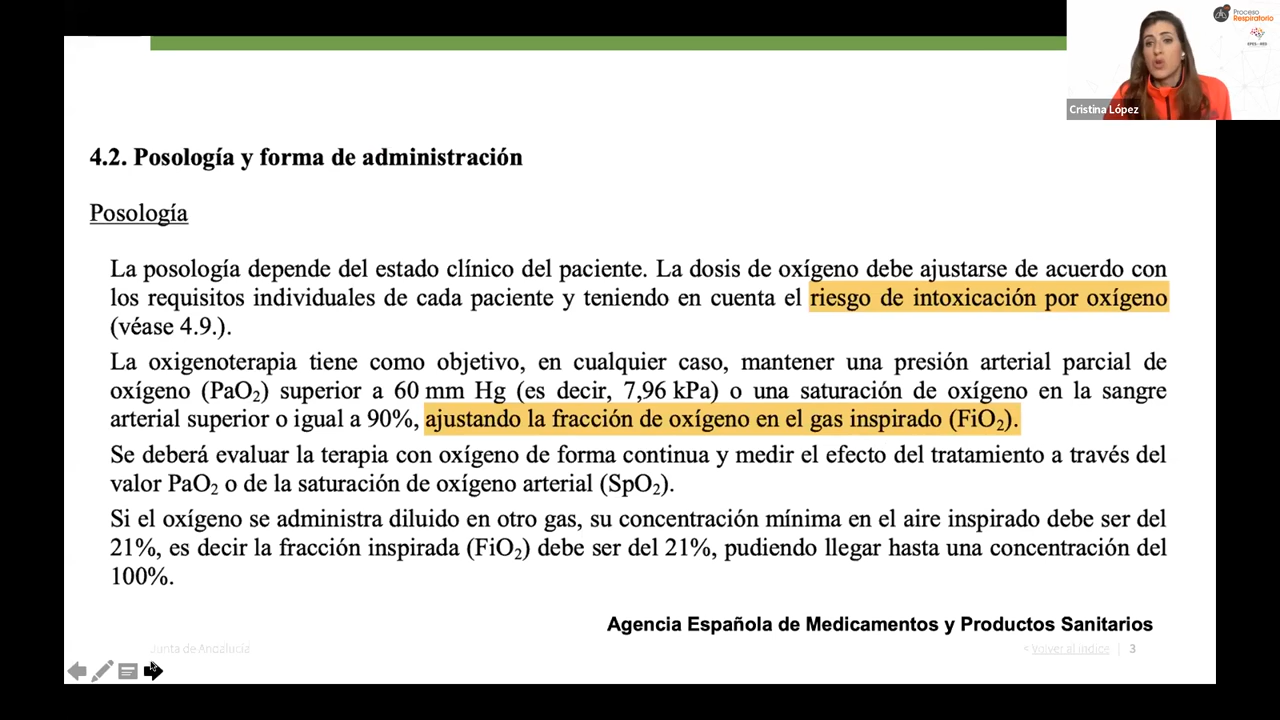 Proceso
Respiratorio
Cristina López
4.2. Posología y forma de administración
Posología
La posología depende del estado clínico del paciente. La dosis de oxígeno debe ajustarse de acuerdo con
los requisitos individuales de cada paciente y teniendo en cuenta el riesgo de intoxicación por oxígeno
(véase 4.9.).
La oxigenoterapia tiene como objetivo, en cualquier caso, mantener una presión arterial parcial de
oxígeno (PaO₂) superior a 60 mm Hg (es decir, 7,96 kPa) o una saturación de oxígeno en la sangre
arterial superior o igual a 90%, ajustando la fracción de oxígeno en el gas inspirado (FiO₂).
Se deberá evaluar la terapia con oxígeno de forma continua y medir el efecto del tratamiento a través del
valor PaO₂ o de la saturación de oxígeno arterial (SpO₂).
Si el oxígeno se administra diluido en otro gas, su concentración mínima en el aire inspirado debe ser del
21%, es decir la fracción inspirada (FiO₂) debe ser del 21%, pudiendo llegar hasta una concentración del
100%.
Agencia Española de Medicamentos y Productos Sanitarios
Junta de Andalucia
< Volver al índice | 3